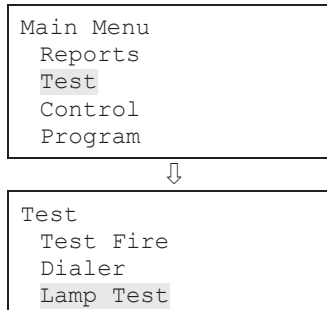 Main Menu
Reports
Test
Control
Program
⇩
Test
Test Fire
Dialer
Lamp Test